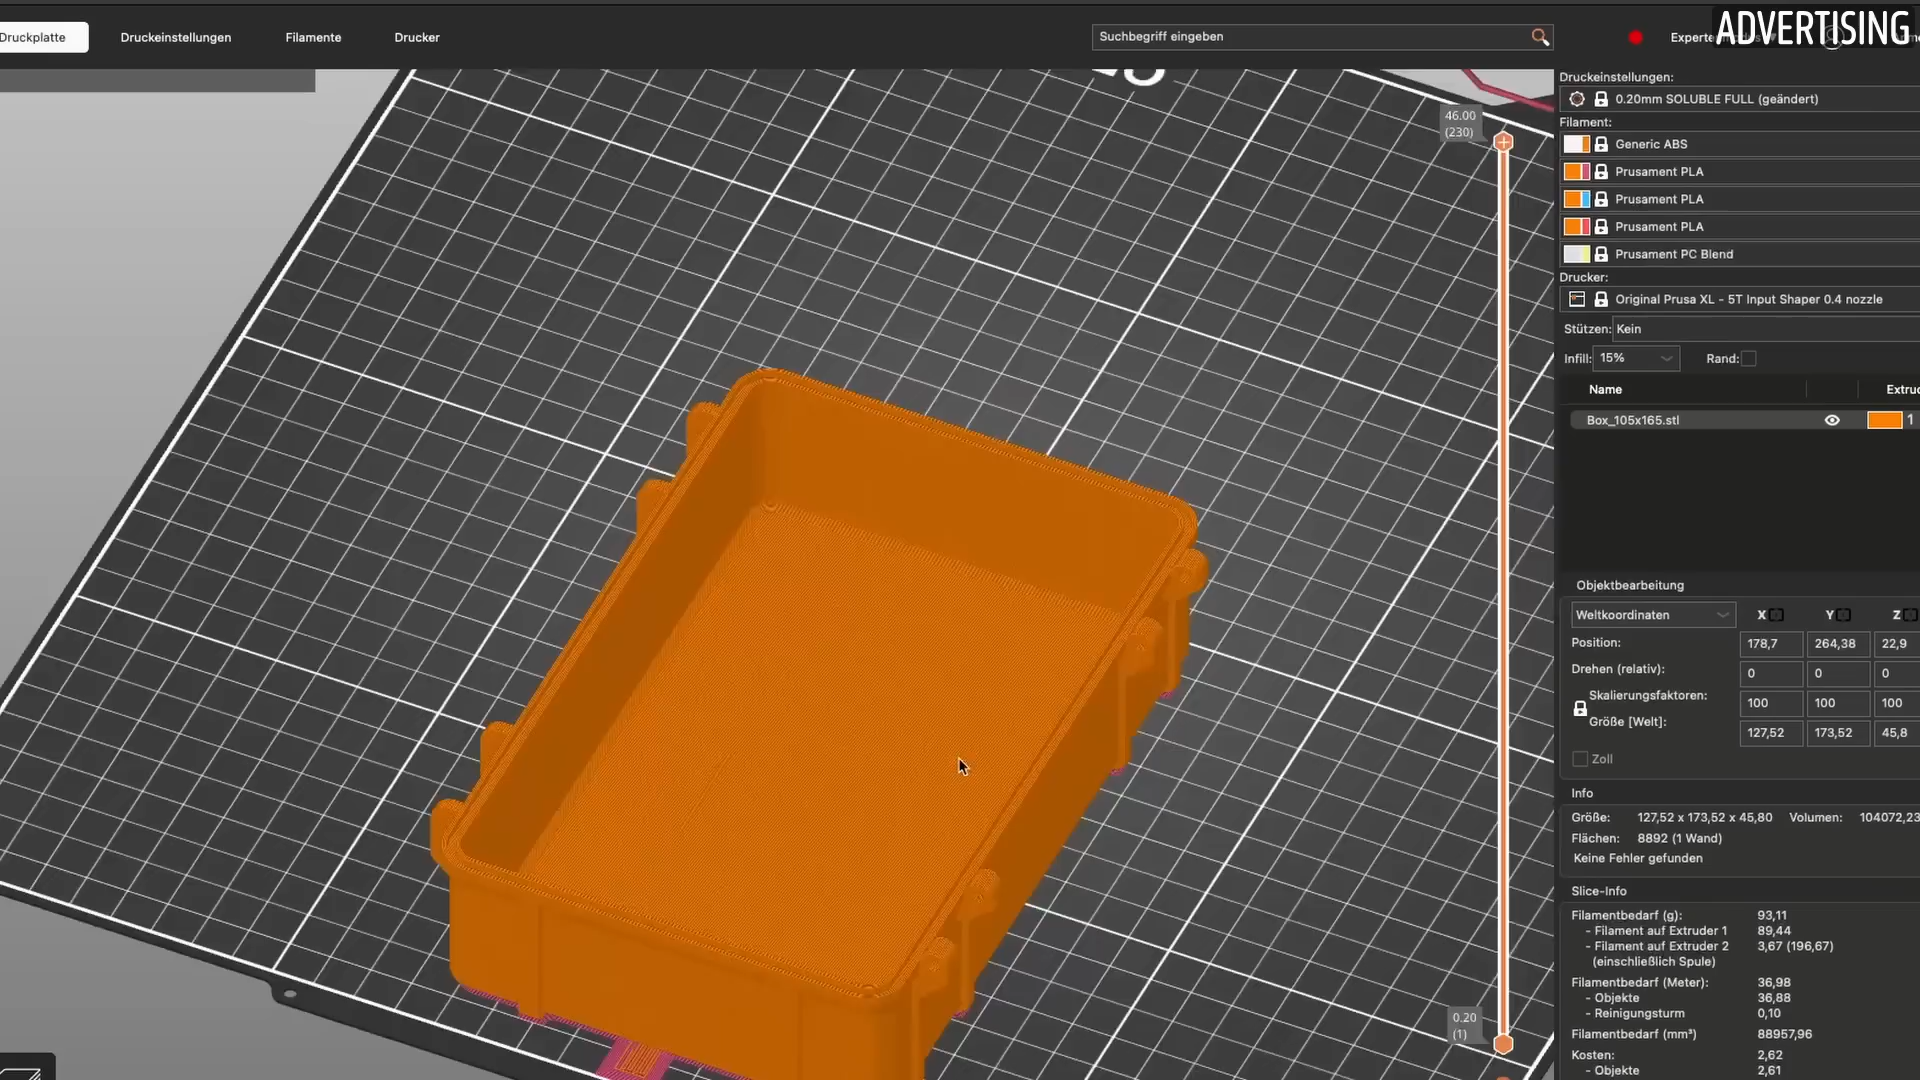 ADVERTISING
Druckplatte
Druckeinstellungen
Filamente
Drucker
Suchbegriff eingeben
46.00
(230)
0.20
(1)
Druckeinstellungen:
0.20mm SOLUBLE FULL (geändert)
Filament:
Generic ABS
Prusament PLA
Prusament PLA
Prusament PLA
Prusament PC Blend
Drucker:
Original Prusa XL - 5T Input Shaper 0.4 nozzle
Stützen: Kein
Infill: 15% Rand:
Name
Box_105x165.stl 1
Objektbearbeitung
Weltkoordinaten X Y Z
Position: 178,7 264,38 22,9
Drehen (relativ): 0 0 0
Skalierungsfaktoren: 100 100 100
Größe [Welt]: 127,52 173,52 45,8
Zoll
Info
Größe: 127,52 x 173,52 x 45,80 Volumen: 104072,23
Flächen: 8892 (1 Wand)
Keine Fehler gefunden
Slice-Info
Filamentbedarf (g): 93,11
- Filament auf Extruder 1 89,44
- Filament auf Extruder 2 3,67 (196,67)
(einschließlich Spule)
Filamentbedarf (Meter): 36,98
- Objekte 36,88
- Reinigungsturm 0,10
Filamentbedarf (mm³) 88957,96
Kosten: 2,62
- Objekte 2,61